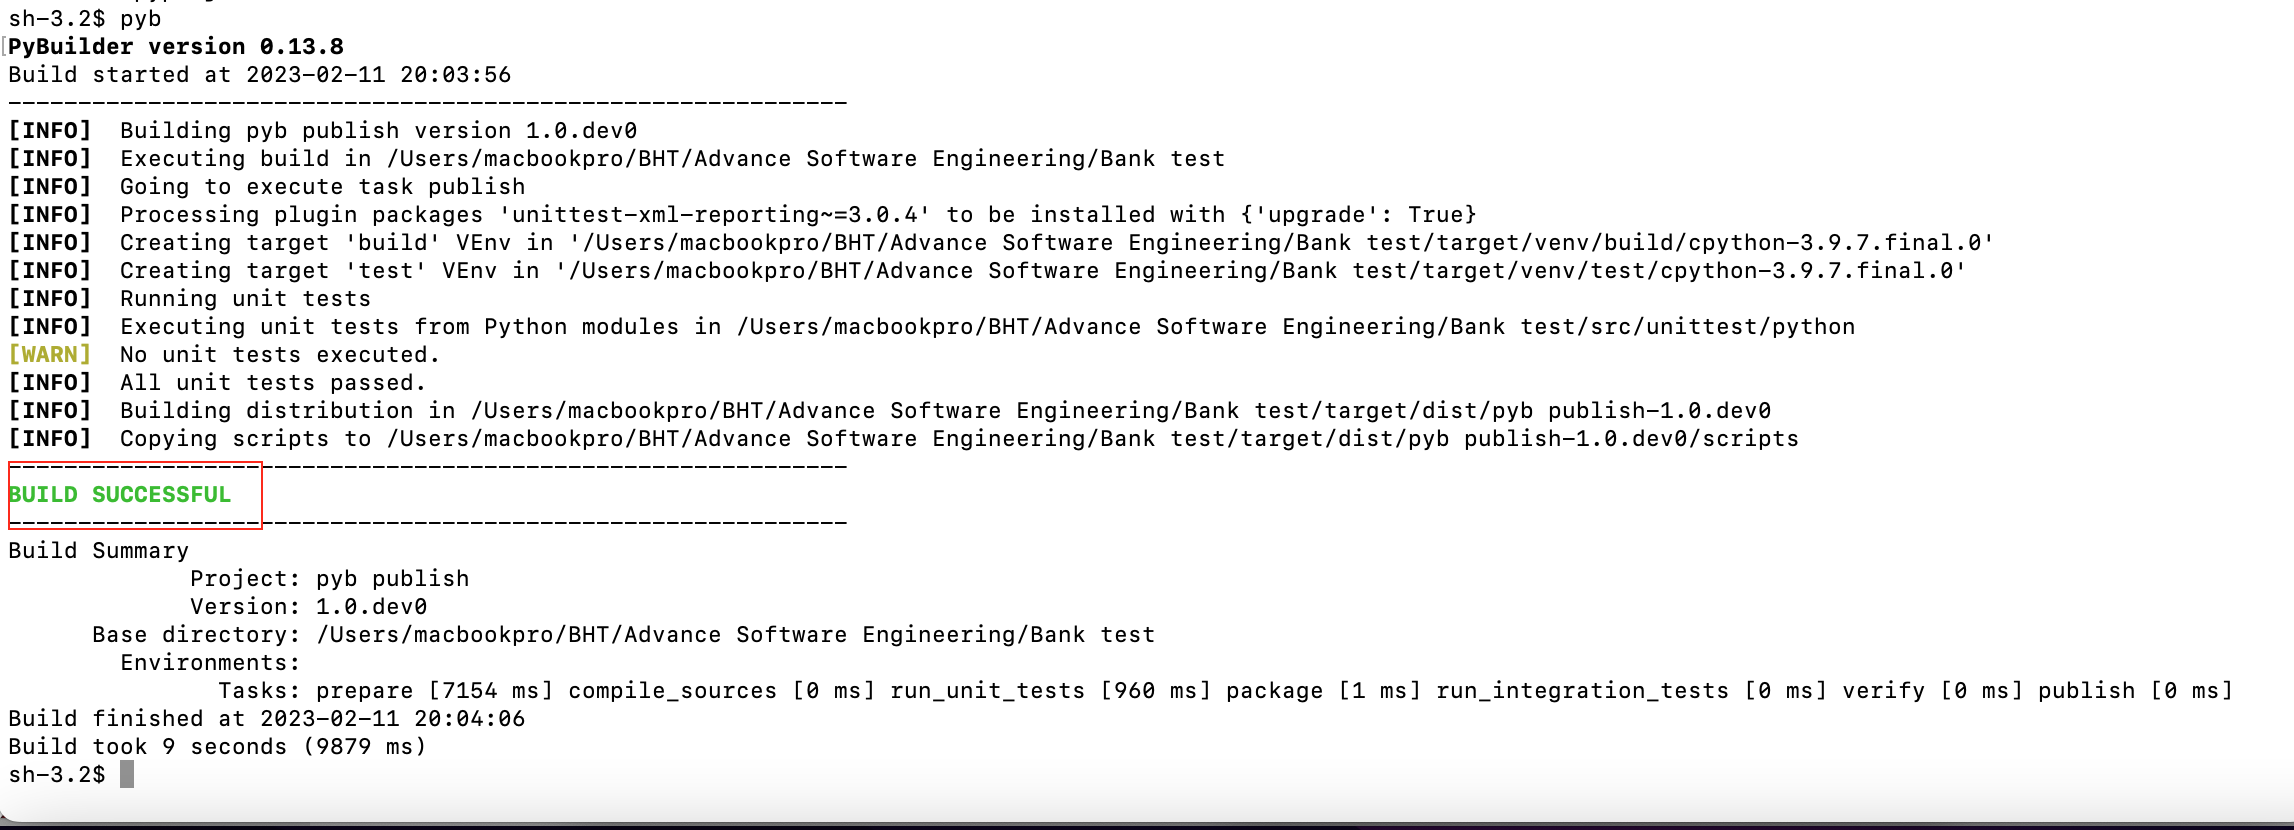 sh-3.2$ pyb
PyBuilder version 0.13.8
Build started at 2023-02-11 20:03:56
------------------------------------------------------------
[INFO]  Building pyb publish version 1.0.dev0
[INFO]  Executing build in /Users/macbookpro/BHT/Advance Software Engineering/Bank test
[INFO]  Going to execute task publish
[INFO]  Processing plugin packages 'unittest-xml-reporting~=3.0.4' to be installed with {'upgrade': True}
[INFO]  Creating target 'build' VEnv in '/Users/macbookpro/BHT/Advance Software Engineering/Bank test/target/venv/build/cpython-3.9.7.final.0'
[INFO]  Creating target 'test' VEnv in '/Users/macbookpro/BHT/Advance Software Engineering/Bank test/target/venv/test/cpython-3.9.7.final.0'
[INFO]  Running unit tests
[INFO]  Executing unit tests from Python modules in /Users/macbookpro/BHT/Advance Software Engineering/Bank test/src/unittest/python
[WARN]  No unit tests executed.
[INFO]  All unit tests passed.
[INFO]  Building distribution in /Users/macbookpro/BHT/Advance Software Engineering/Bank test/target/dist/pyb publish-1.0.dev0
[INFO]  Copying scripts to /Users/macbookpro/BHT/Advance Software Engineering/Bank test/target/dist/pyb publish-1.0.dev0/scripts
------------------------------------------------------------
BUILD SUCCESSFUL
------------------------------------------------------------
Build Summary
             Project: pyb publish
             Version: 1.0.dev0
      Base directory: /Users/macbookpro/BHT/Advance Software Engineering/Bank test
        Environments:
               Tasks: prepare [7154 ms] compile_sources [0 ms] run_unit_tests [960 ms] package [1 ms] run_integration_tests [0 ms] verify [0 ms] publish [0 ms]
Build finished at 2023-02-11 20:04:06
Build took 9 seconds (9879 ms)
sh-3.2$